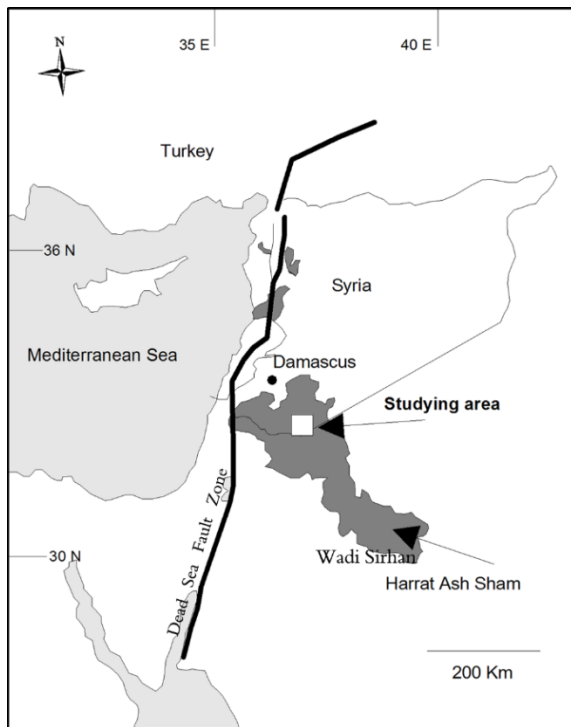 35 E
40 E
N
Turkey
36 N
Syria
Mediterranean Sea
Damascus
Studying area
Dead Sea Fault Zone
30 N
Wadi Sirhan
Harrat Ash Sham
200 Km